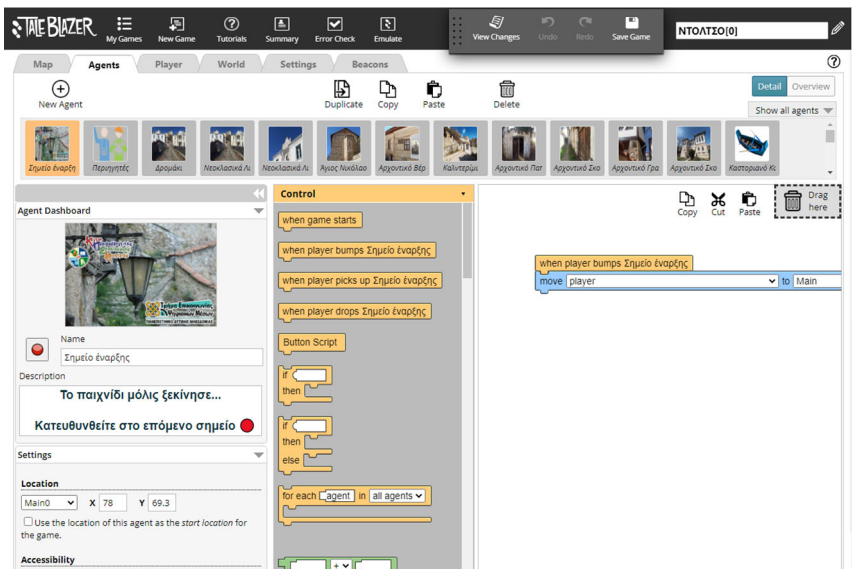 TALEBLAZER
My Games
New Game
Tutorials
Summary
Error Check
Emulate
View Changes
Undo
Redo
Save Game
ΝΤΟΛΤΣΟ[0]
Map
Agents
Player
World
Settings
Beacons
New Agent
Duplicate
Copy
Paste
Delete
Detail
Overview
Show all agents
Σημείο έναρξη
Περιηγητές
Δρομάκι
Νεοκλασικά Λι
Νεοκλασικά Λι
Άγιος Νικόλαο
Αρχοντικό Βέρ
Καλντερίμι
Αρχοντικό Πατ
Αρχοντικό Σκο
Αρχοντικό Γρα
Αρχοντικό Σκο
Καστοριανό Κα
Agent Dashboard
Name
Σημείο έναρξης
Description
Το παιχνίδι μόλις ξεκίνησε...
Κατευθυνθείτε στο επόμενο σημείο
Settings
Location
Main0 X 78 Y 69.3
Use the location of this agent as the start location for
the game.
Accessibility
Control
when game starts
when player bumps Σημείο έναρξης
when player picks up Σημείο έναρξης
when player drops Σημείο έναρξης
Button Script
if
then
if
then
else
for each agent in all agents
+
Copy
Cut
Paste
Drag
here
when player bumps Σημείο έναρξης
move player to Main